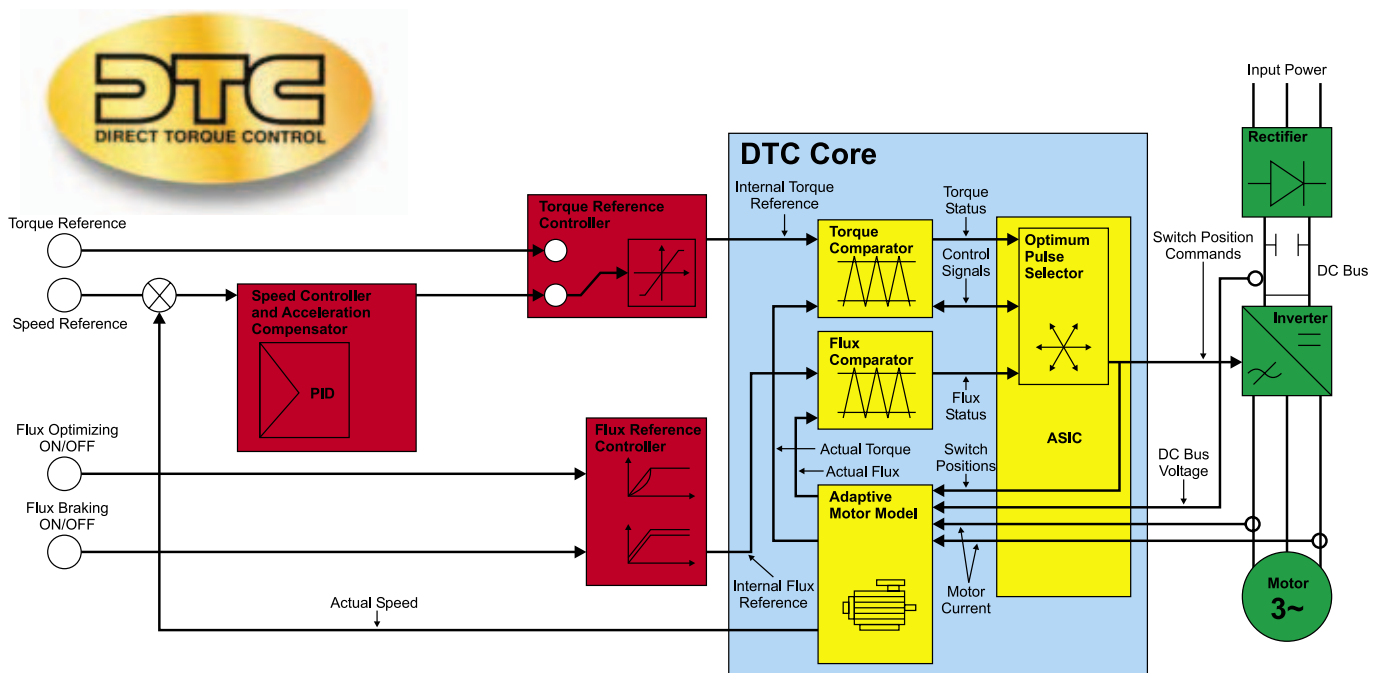 DTC
DIRECT TORQUE CONTROL
Input Power
Rectifier
DTC Core
Internal Torque
Reference
Torque
Status
Torque Reference
Torque Reference
Controller
Torque
Comparator
Optimum
Pulse
Selector
Control
Signals
Switch Position
Commands
DC Bus
Speed Reference
Speed Controller
and Acceleration
Compensator
PID
Inverter
Flux
Comparator
Flux
Status
Flux Optimizing
ON/OFF
Flux Reference
Controller
Actual Torque
Actual Flux
Switch
Positions
ASIC
DC Bus
Voltage
Flux Braking
ON/OFF
Adaptive
Motor Model
Internal Flux
Reference
Motor
Current
Actual Speed
Motor
3~